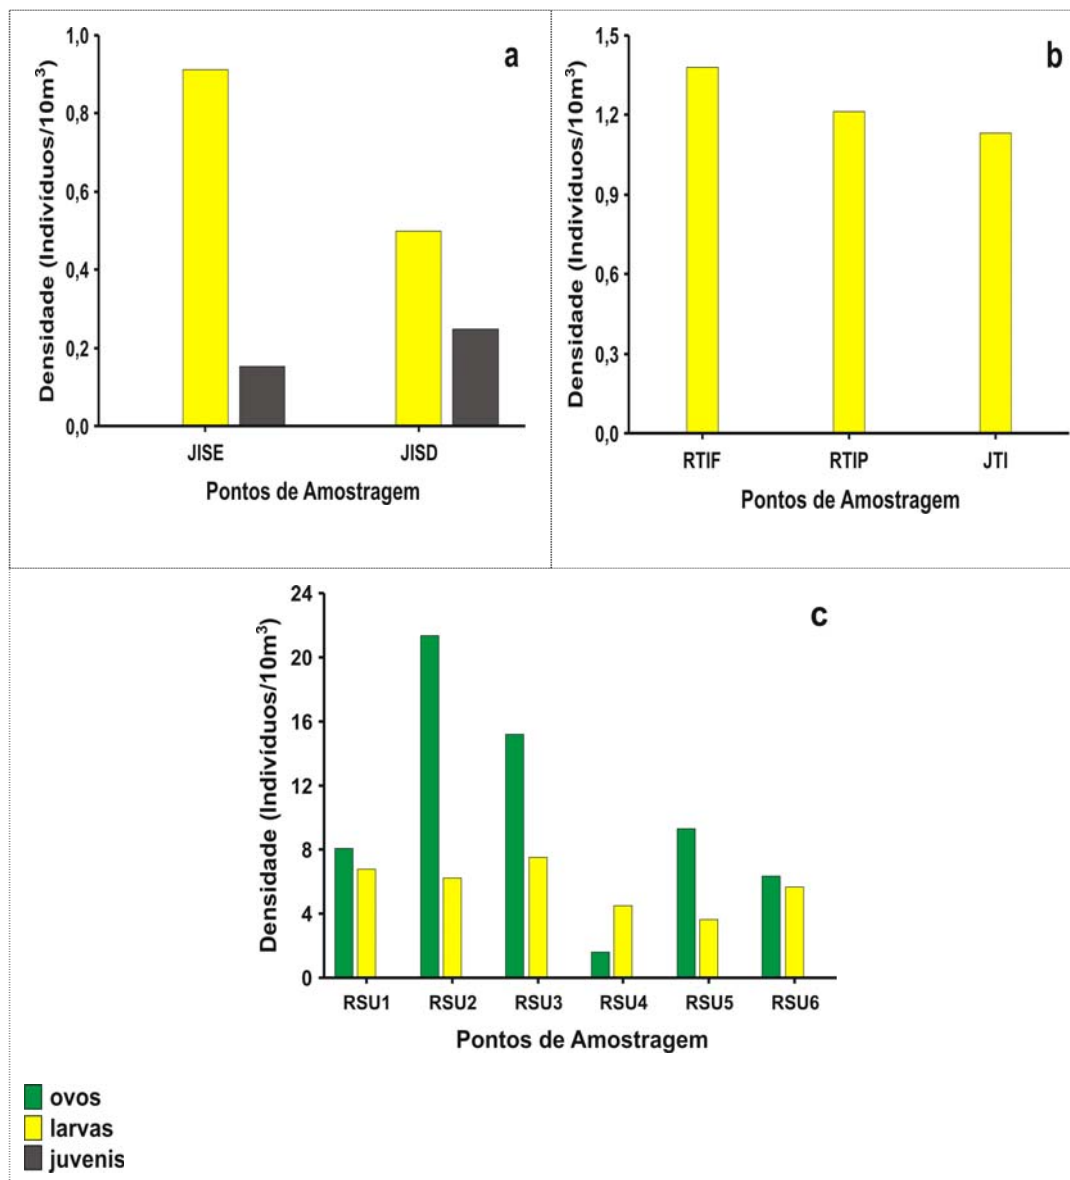 a
Densidade (Indivíduos/10m³)
1,0
0,8
0,6
0,4
0,2
0,0
JISE JISD
Pontos de Amostragem
b
Densidade (Indivíduos/10m³)
1,5
1,2
0,9
0,6
0,3
0,0
RTIF RTIP JTI
Pontos de Amostragem
c
Densidade (Indivíduos/10m³)
24
20
16
12
8
4
0
RSU1 RSU2 RSU3 RSU4 RSU5 RSU6
Pontos de Amostragem
ovos
larvas
juvenis